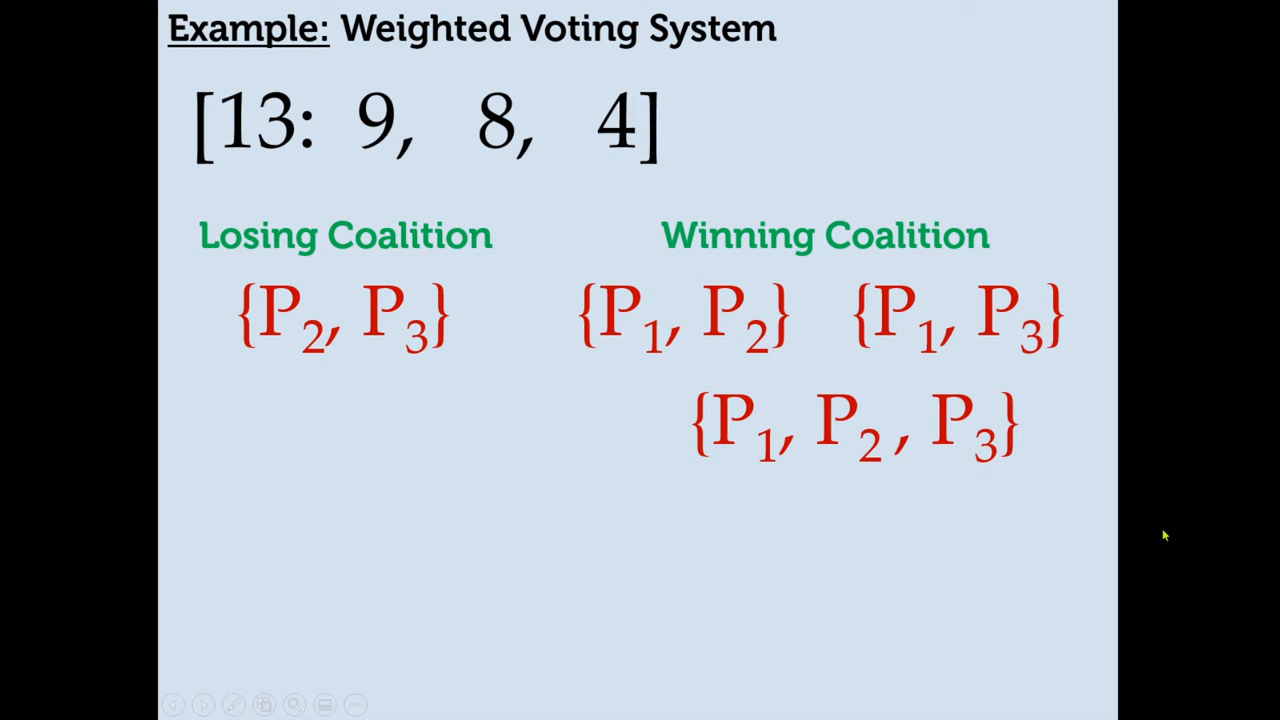 Example: Weighted Voting System
[13: 9, 8, 4]
Losing Coalition Winning Coalition
{P₂, P₃} {P₁, P₂} {P₁, P₃}
{P₁, P₂ , P₃}